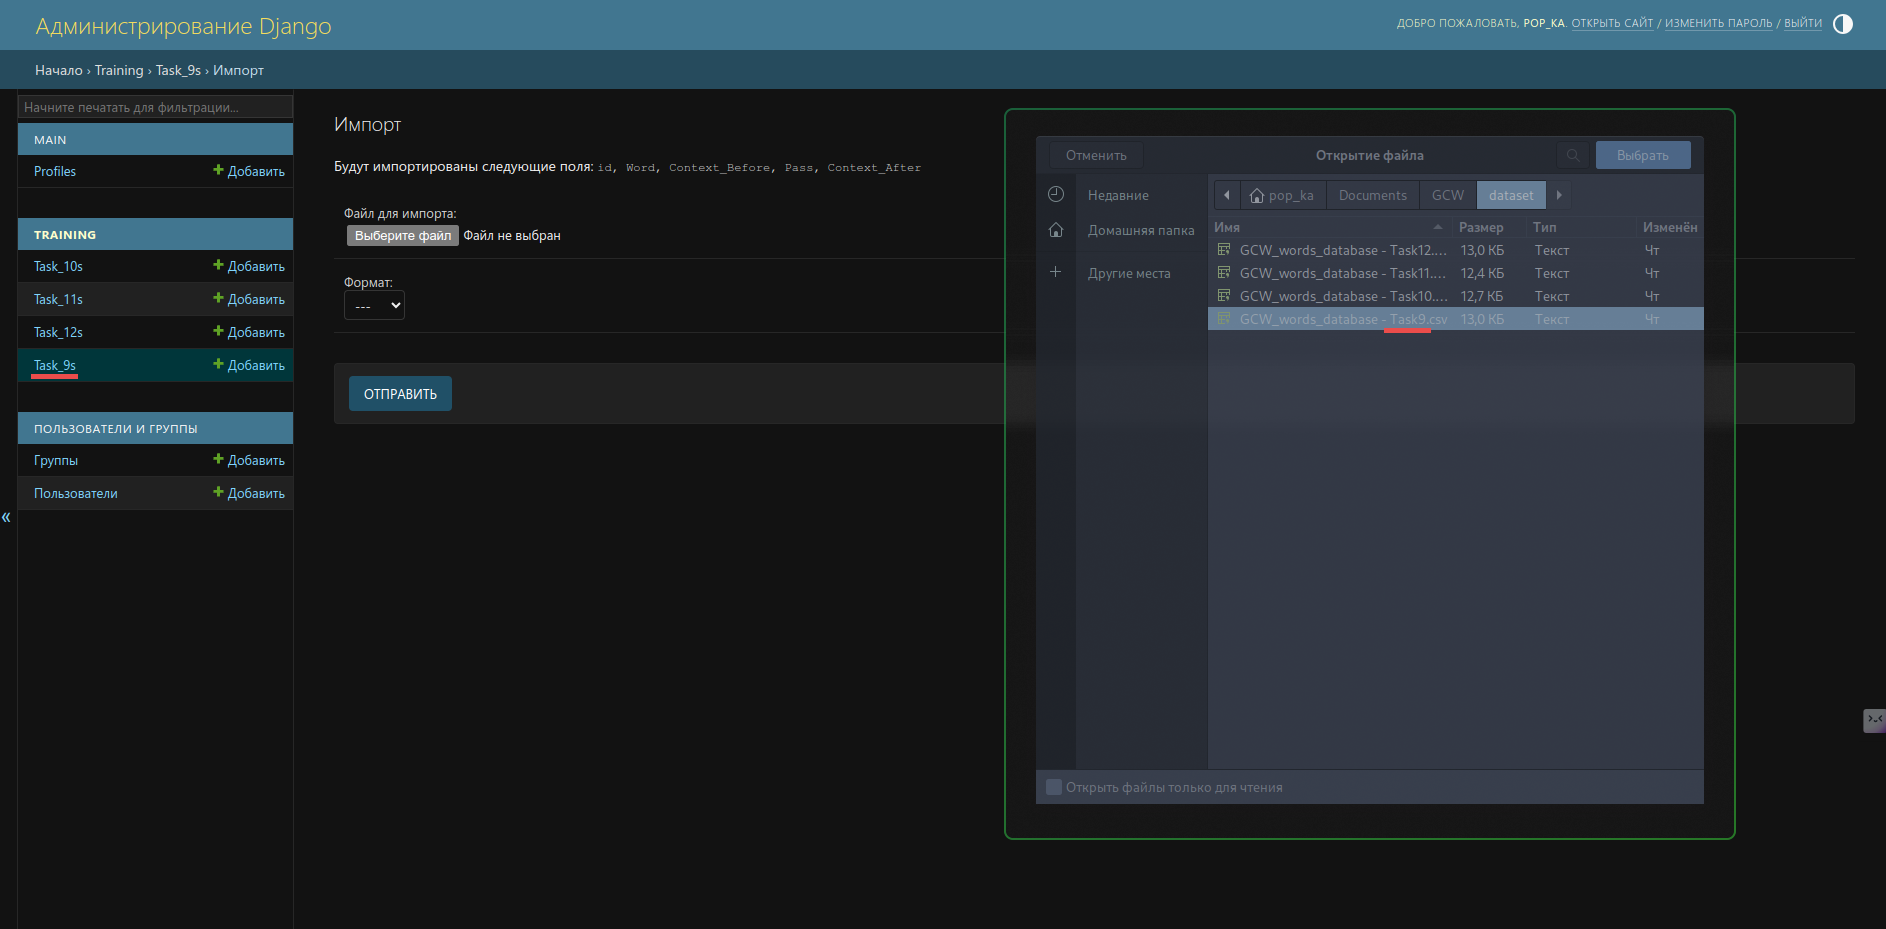 Администрирование Django
ДОБРО ПОЖАЛОВАТЬ, POP_KA. ОТКРЫТЬ САЙТ / ИЗМЕНИТЬ ПАРОЛЬ / ВЫЙТИ
Начало › Training › Task_9s › Импорт
Начните печатать для фильтрации...
MAIN
Profiles Добавить
TRAINING
Task_10s Добавить
Task_11s Добавить
Task_12s Добавить
Task_9s Добавить
ПОЛЬЗОВАТЕЛИ И ГРУППЫ
Группы Добавить
Пользователи Добавить
«
Импорт
Будут импортированы следующие поля: id, Word, Context_Before, Pass, Context_After
Файл для импорта:
Выберите файл Файл не выбран
Формат:
---
ОТПРАВИТЬ
Отменить Открытие файла Выбрать
Недавние
Домашняя папка
Другие места
pop_ka Documents GCW dataset
Имя Размер Тип Изменён
GCW_words_database - Task12.... 13,0 КБ Текст Чт
GCW_words_database - Task11.... 12,4 КБ Текст Чт
GCW_words_database - Task10.... 12,7 КБ Текст Чт
GCW_words_database - Task9.csv 13,0 КБ Текст Чт
Открыть файлы только для чтения